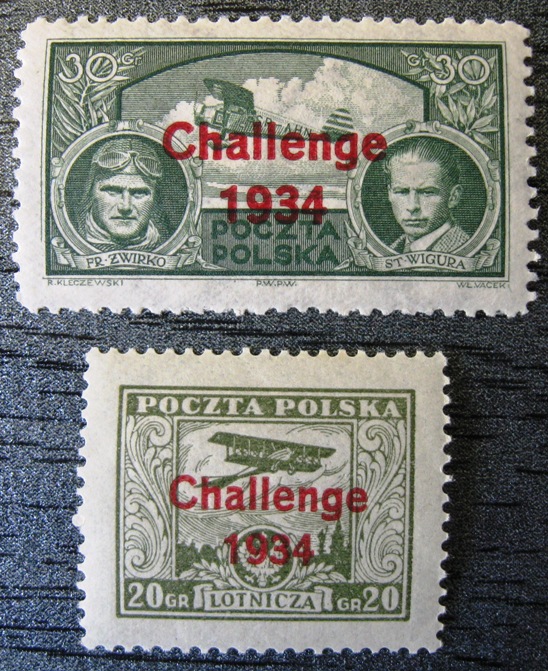 30 GR GR 30
Challenge
1934
POCZTA
POLSKA
FR·ŻWIRKO ST WIGURA
R.KLECZEWSKI P.W.P.W. WŁ.VACEK
POCZTA POLSKA
Challenge
1934
20 GR LOTNICZA GR 20